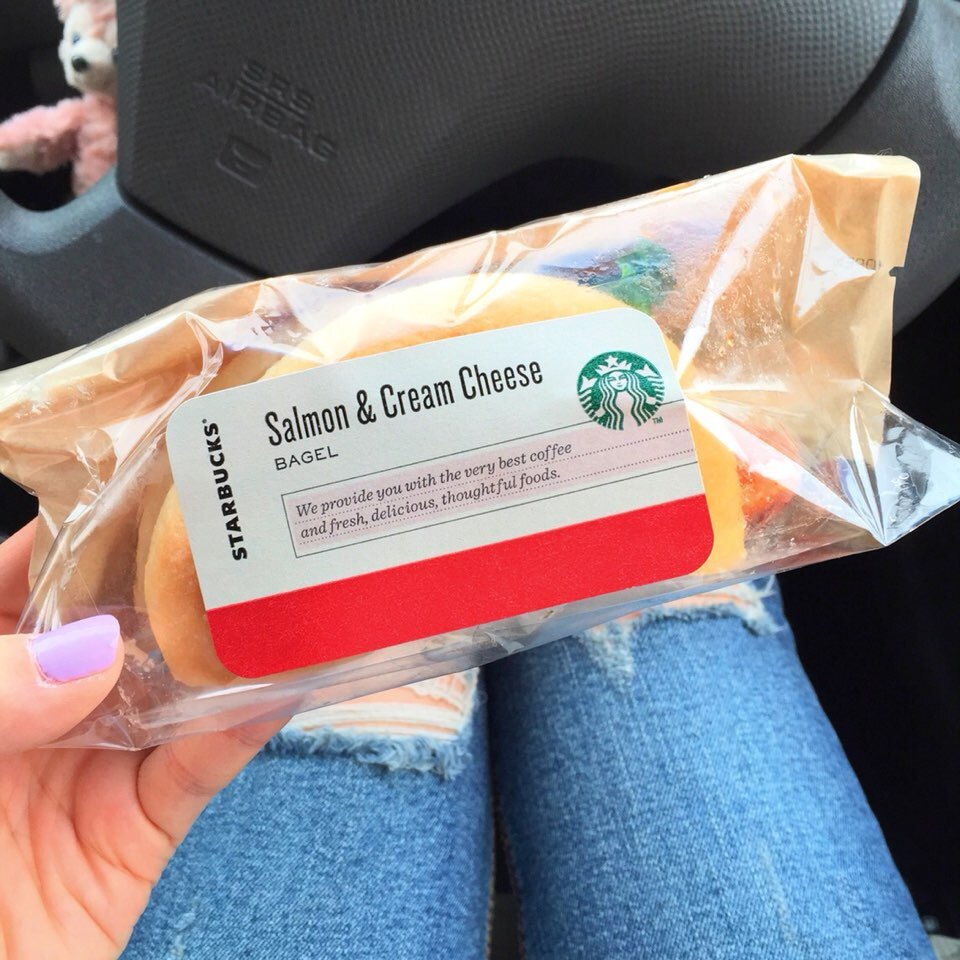 SRS
AIRBAG
STARBUCKS®
Salmon & Cream Cheese
BAGEL
We provide you with the very best coffee
and fresh, delicious, thoughtful foods.
TM